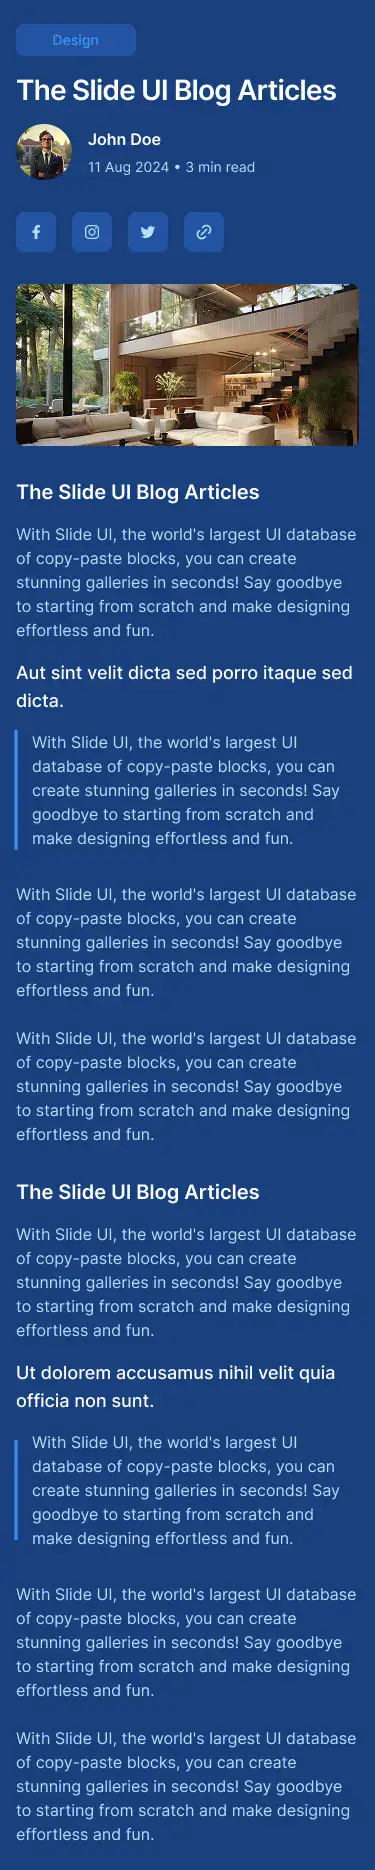 Design
The Slide UI Blog Articles
John Doe
11 Aug 2024 • 3 min read
The Slide UI Blog Articles
With Slide UI, the world's largest UI database
of copy-paste blocks, you can create
stunning galleries in seconds! Say goodbye
to starting from scratch and make designing
effortless and fun.
Aut sint velit dicta sed porro itaque sed
dicta.
With Slide UI, the world's largest UI
database of copy-paste blocks, you can
create stunning galleries in seconds! Say
goodbye to starting from scratch and
make designing effortless and fun.
With Slide UI, the world's largest UI database
of copy-paste blocks, you can create
stunning galleries in seconds! Say goodbye
to starting from scratch and make designing
effortless and fun.
With Slide UI, the world's largest UI database
of copy-paste blocks, you can create
stunning galleries in seconds! Say goodbye
to starting from scratch and make designing
effortless and fun.
The Slide UI Blog Articles
With Slide UI, the world's largest UI database
of copy-paste blocks, you can create
stunning galleries in seconds! Say goodbye
to starting from scratch and make designing
effortless and fun.
Ut dolorem accusamus nihil velit quia
officia non sunt.
With Slide UI, the world's largest UI
database of copy-paste blocks, you can
create stunning galleries in seconds! Say
goodbye to starting from scratch and
make designing effortless and fun.
With Slide UI, the world's largest UI database
of copy-paste blocks, you can create
stunning galleries in seconds! Say goodbye
to starting from scratch and make designing
effortless and fun.
With Slide UI, the world's largest UI database
of copy-paste blocks, you can create
stunning galleries in seconds! Say goodbye
to starting from scratch and make designing
effortless and fun.